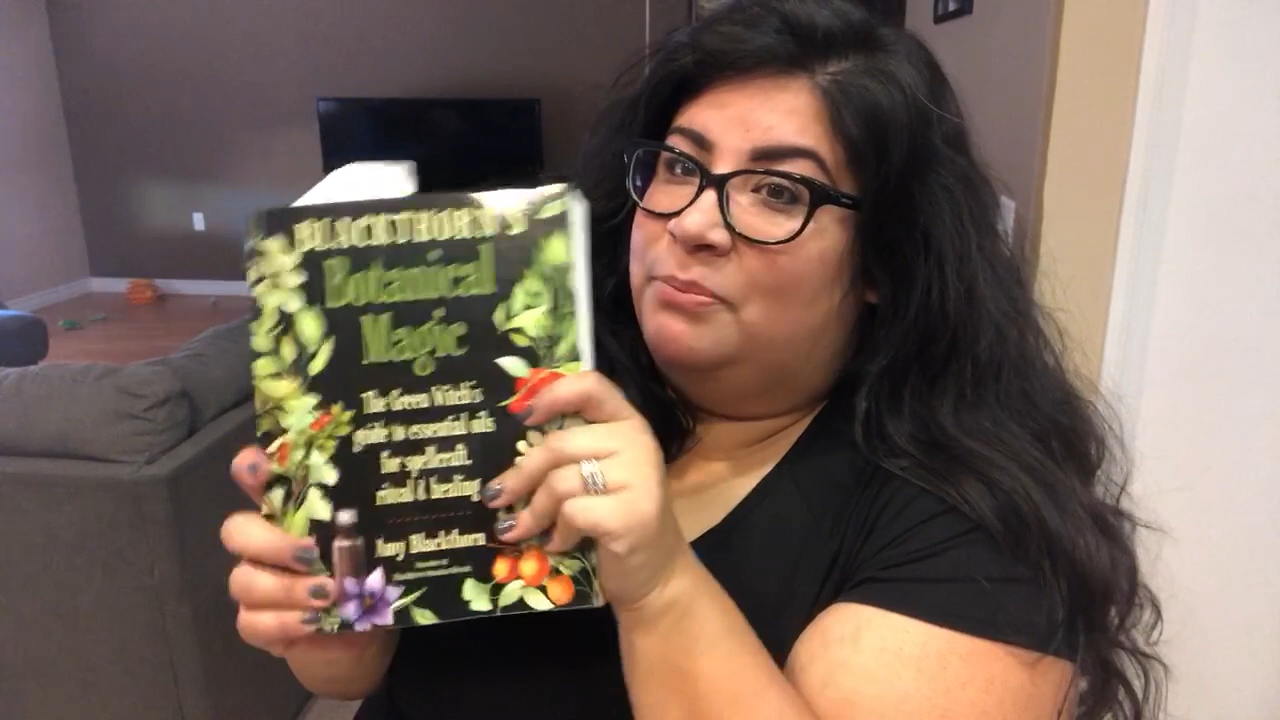 BLACKTHORN'S
Botanical
Magic
The Green Witch's
guide to essential oils
for spellcraft,
ritual & healing
Amy Blackthorn